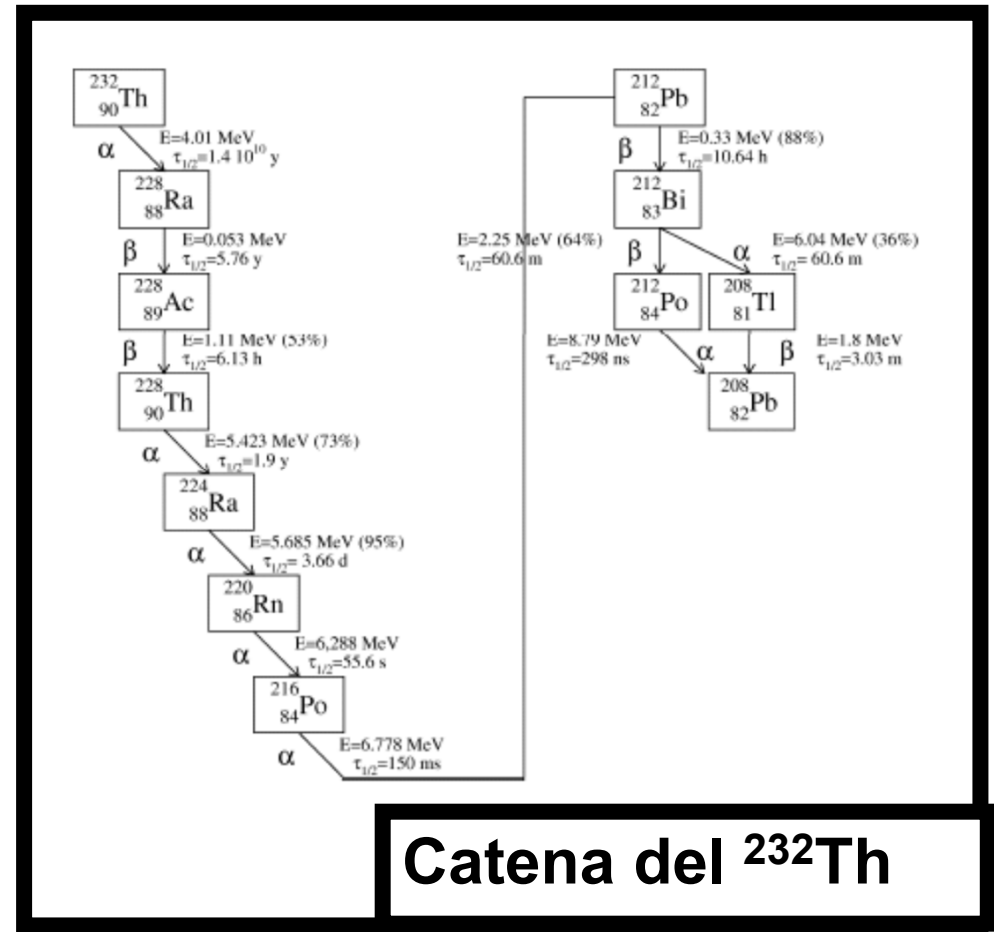 232
90Th
α
E=4.01 MeV
τ1/2=1.4 10^10 y
228
88Ra
β
E=0.053 MeV
τ1/2=5.76 y
228
89Ac
β
E=1.11 MeV (53%)
τ1/2=6.13 h
228
90Th
α
E=5.423 MeV (73%)
τ1/2=1.9 y
224
88Ra
α
E=5.685 MeV (95%)
τ1/2= 3.66 d
220
86Rn
α
E=6,288 MeV
τ1/2=55.6 s
216
84Po
α
E=6.778 MeV
τ1/2=150 ms
212
82Pb
β
E=0.33 MeV (88%)
τ1/2=10.64 h
212
83Bi
E=2.25 MeV (64%)
τ1/2=60.6 m
β
α
E=6.04 MeV (36%)
τ1/2= 60.6 m
212
84Po
208
81Tl
E=8.79 MeV
τ1/2=298 ns
α
β
E=1.8 MeV
τ1/2=3.03 m
208
82Pb
Catena del 232Th